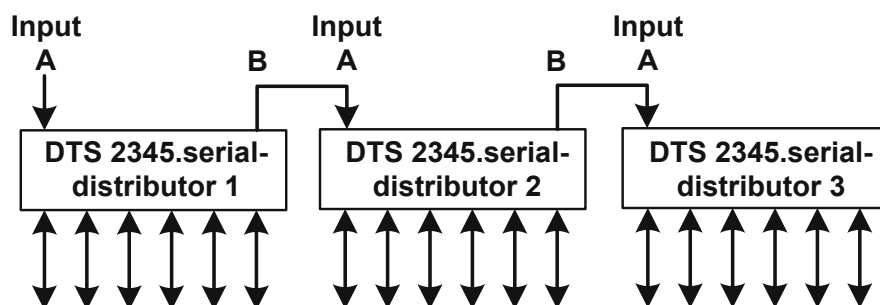 Input Input Input
A B A B A
DTS 2345.serial-
distributor 1
DTS 2345.serial-
distributor 2
DTS 2345.serial-
distributor 3